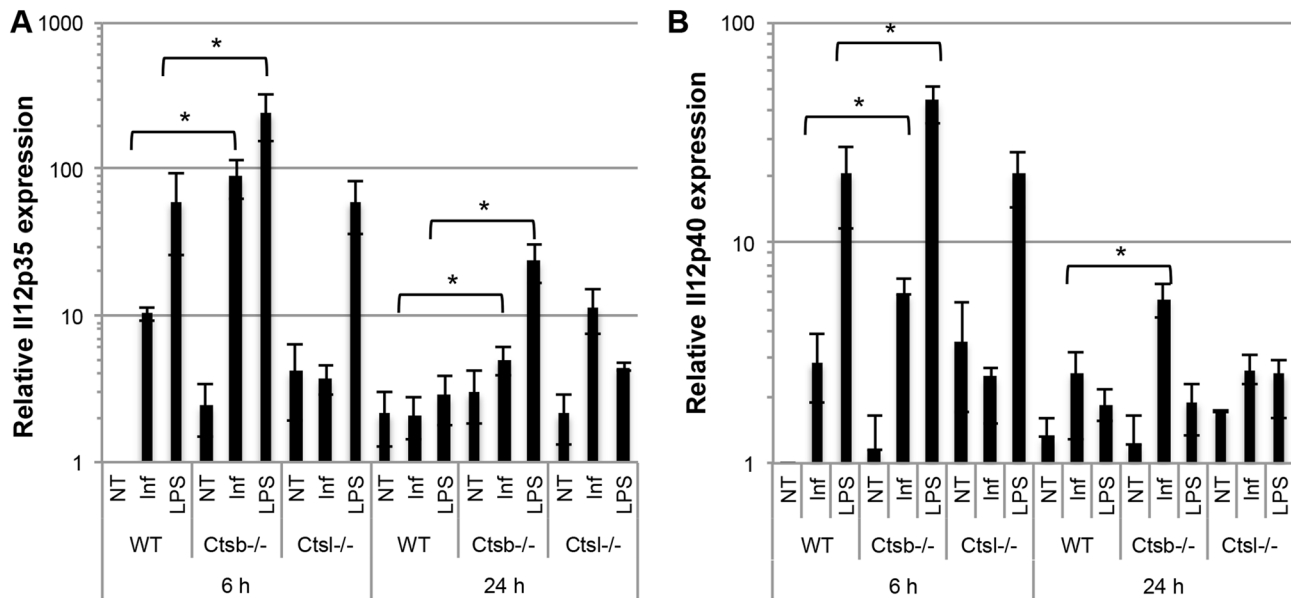 A
Relative Il12p35 expression
1000
100
10
1
*
*
*
*
NT Inf LPS NT Inf LPS NT Inf LPS NT Inf LPS NT Inf LPS NT Inf LPS
WT Ctsb-/- Ctsl-/- WT Ctsb-/- Ctsl-/-
6 h 24 h
B
Relative Il12p40 expression
100
10
1
*
*
*
NT Inf LPS NT Inf LPS NT Inf LPS NT Inf LPS NT Inf LPS NT Inf LPS
WT Ctsb-/- Ctsl-/- WT Ctsb-/- Ctsl-/-
6 h 24 h